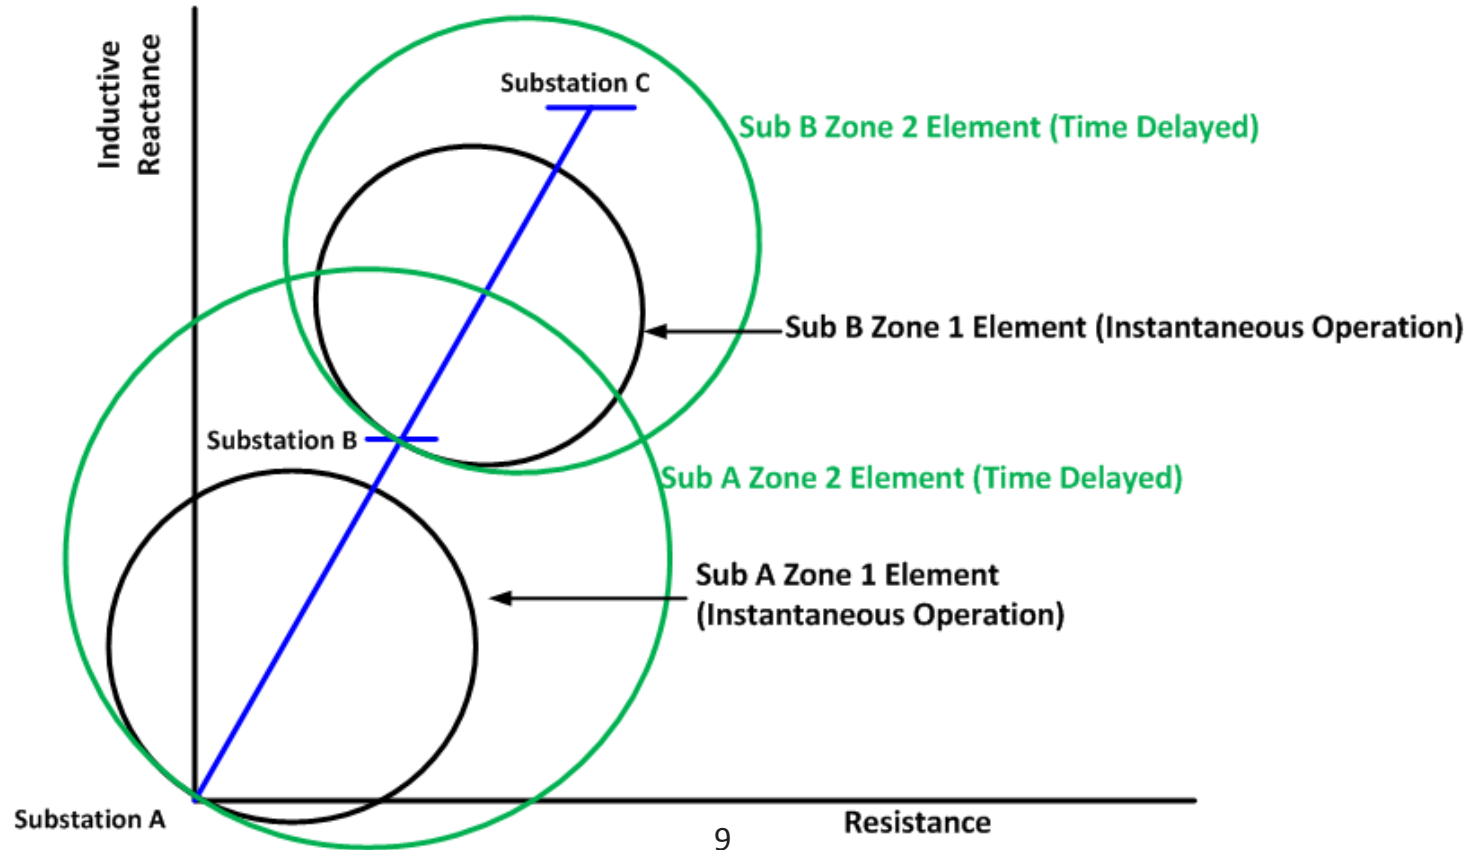 Inductive
Reactance
Substation C
Sub B Zone 2 Element (Time Delayed)
Sub B Zone 1 Element (Instantaneous Operation)
Substation B
Sub A Zone 2 Element (Time Delayed)
Sub A Zone 1 Element
(Instantaneous Operation)
Substation A
Resistance
9